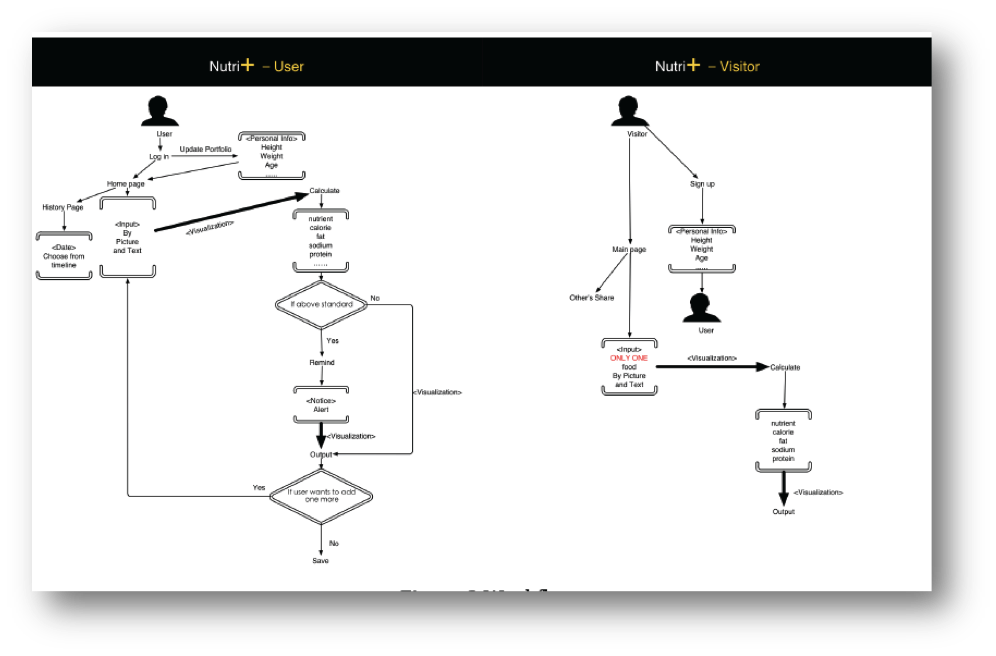 Nutri+ – User
User
Log in
Update Portfolio
<Personal Info>
Height
Weight
Age
......
Home page
History Page
<Date>
Choose from
timeline
<Input>
By
Picture
and Text
<Visualization>
Calculate
nutrient
calorie
fat
sodium
protein
......
If above standard
No
Yes
Remind
<Notice>
Alert
<Visualization>
<Visualization>
Output
If user wants to add
one more
Yes
No
Save
Nutri+ – Visitor
Visitor
Sign up
<Personal Info>
Height
Weight
Age
......
User
Main page
Other's Share
<Input>
ONLY ONE
food
By Picture
and Text
<Visualization>
Calculate
nutrient
calorie
fat
sodium
protein
<Visualization>
Output